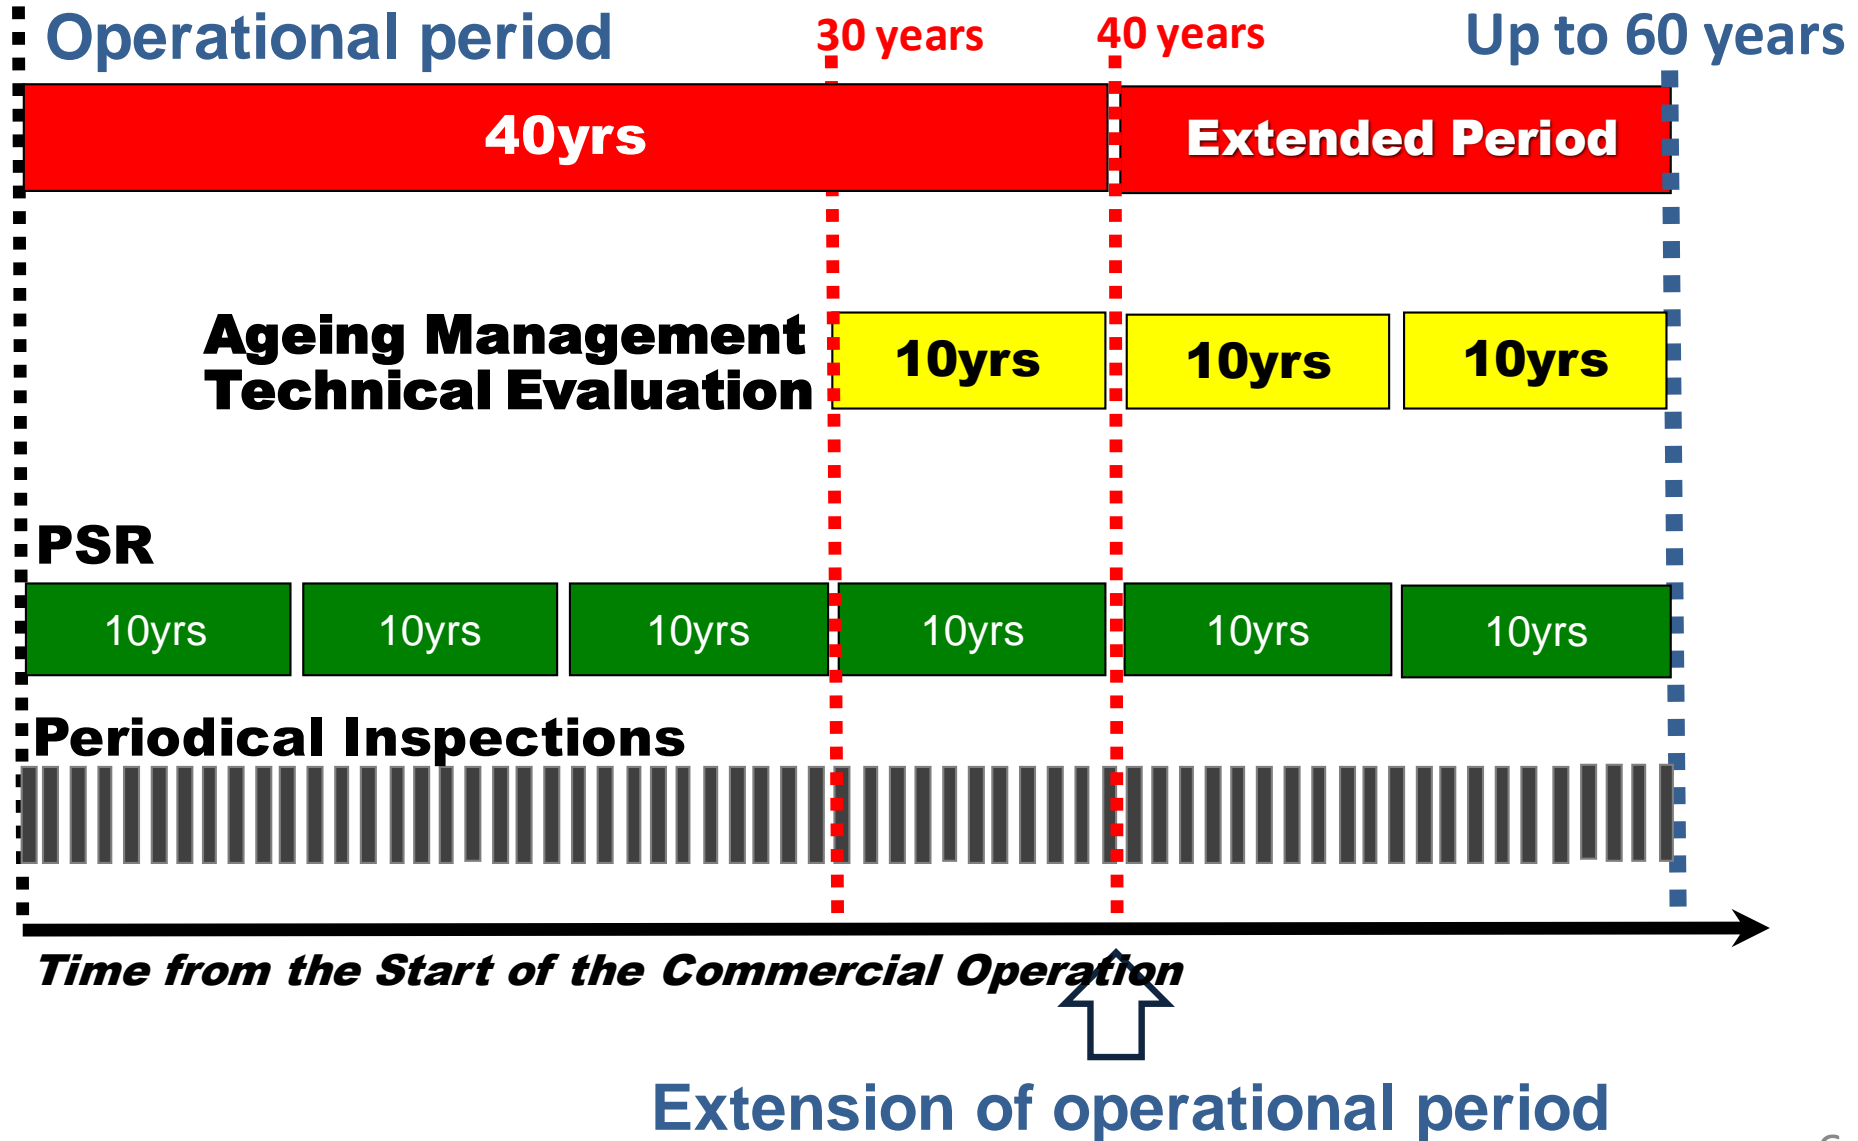 Operational period
30 years
40 years
Up to 60 years
40yrs
Extended Period
Ageing Management
Technical Evaluation
10yrs
10yrs
10yrs
PSR
10yrs
10yrs
10yrs
10yrs
10yrs
10yrs
Periodical Inspections
Time from the Start of the Commercial Operation
Extension of operational period